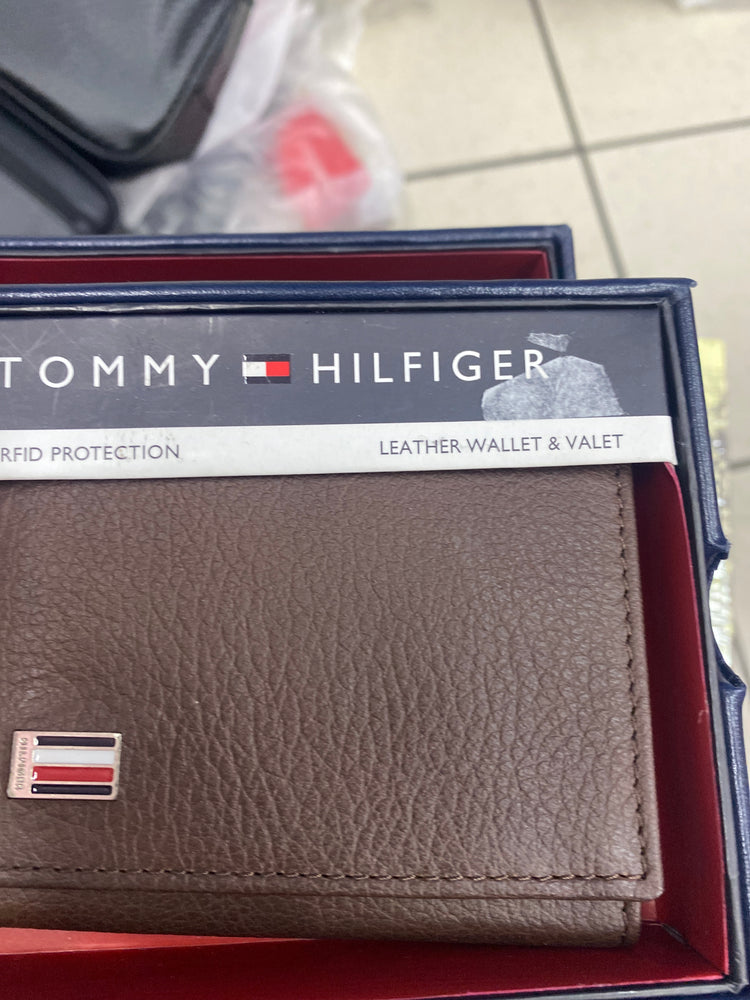 TOMMY HILFIGER
RFID PROTECTION
LEATHER WALLET & VALET